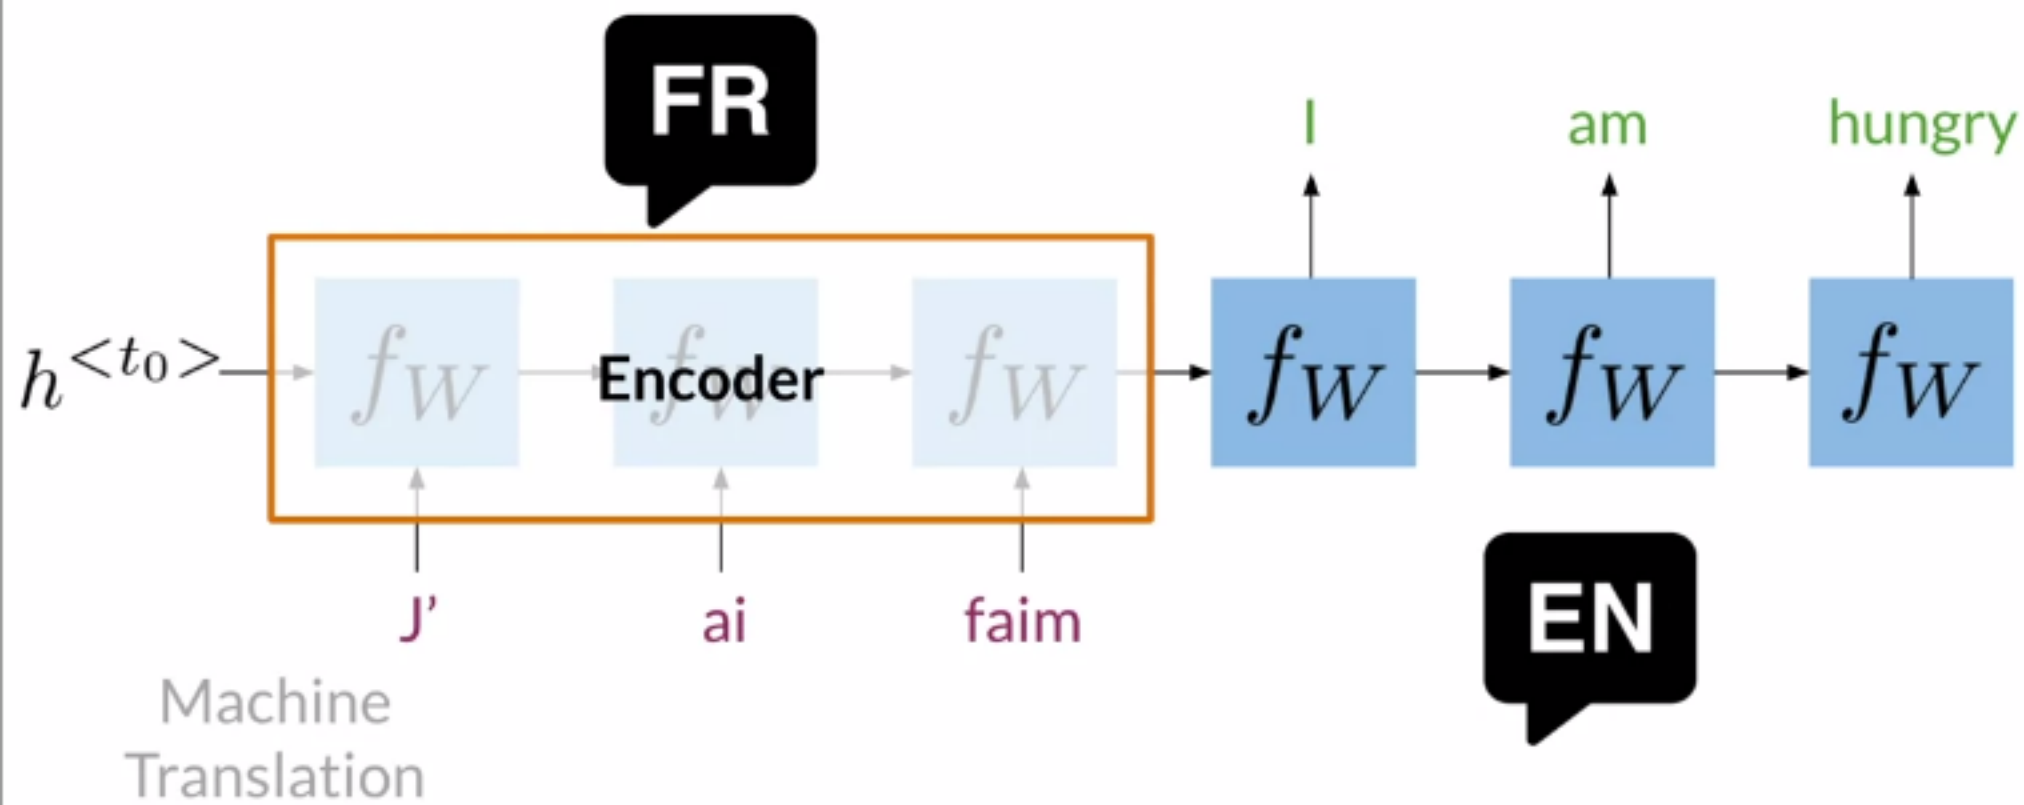 FR
I am hungry
h<t0> fW Encoder fW fW fW fW fW
J’ ai faim
EN
Machine
Translation